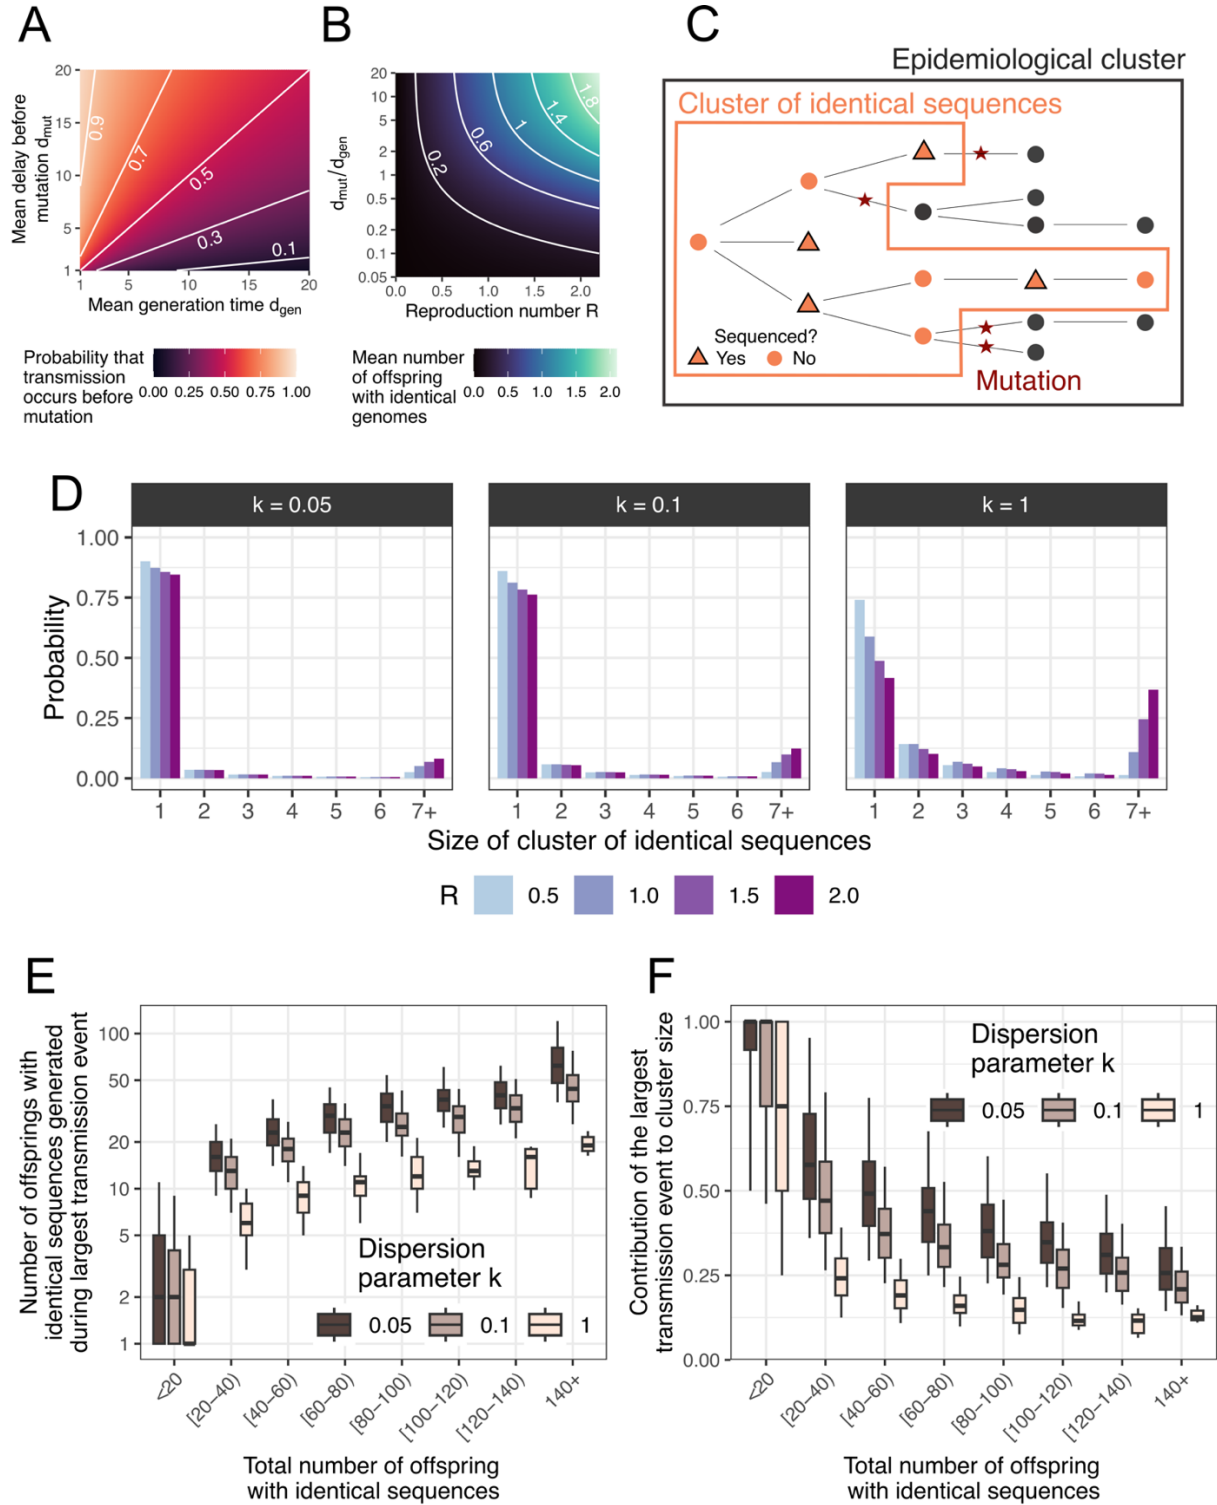 A
Mean delay before
mutation dmut
20
15
10
5
1
0.9
0.7
0.5
0.3
0.1
1
5
10
15
20
Mean generation time dgen
Probability that
transmission
occurs before
mutation
0.00 0.25 0.50 0.75 1.00
B
dmut/dgen
20
10
5
2
1
0.5
0.2
0.1
0.05
0.2
0.6
1
1.4
1.8
0.0 0.5 1.0 1.5 2.0
Reproduction number R
Mean number
of offspring
with identical
genomes
0.0 0.5 1.0 1.5 2.0
C
Epidemiological cluster
Cluster of identical sequences
Sequenced?
Yes No
Mutation
D
k = 0.05
k = 0.1
k = 1
Probability
1.00
0.75
0.50
0.25
0.00
1 2 3 4 5 6 7+
1 2 3 4 5 6 7+
1 2 3 4 5 6 7+
Size of cluster of identical sequences
R 0.5 1.0 1.5 2.0
E
Number of offsprings with
identical sequences generated
during largest transmission event
100
50
20
10
5
2
1
Dispersion
parameter k
0.05 0.1 1
<20
[20−40)
[40−60)
[60−80)
[80−100)
[100−120)
[120−140)
140+
Total number of offspring
with identical sequences
F
Contribution of the largest
transmission event to cluster size
1.00
0.75
0.50
0.25
0.00
Dispersion
parameter k
0.05 0.1 1
<20
[20−40)
[40−60)
[60−80)
[80−100)
[100−120)
[120−140)
140+
Total number of offspring
with identical sequences